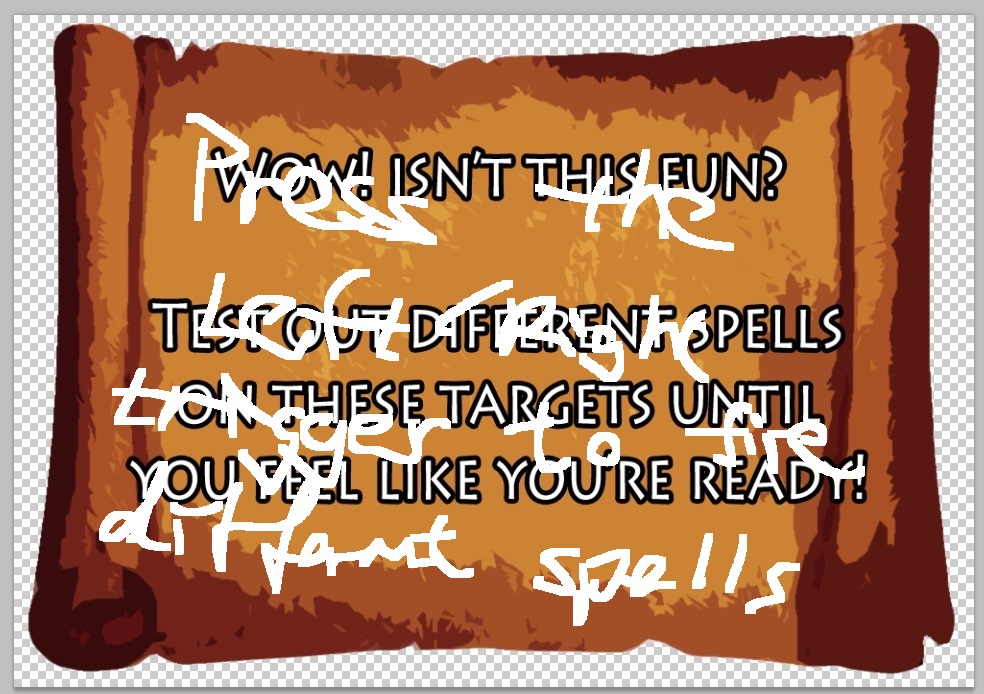 WOW! ISN'T THIS FUN?
TEST OUT DIFFERENT SPELLS
ON THESE TARGETS UNTIL
YOU FEEL LIKE YOU'RE READY!
Press the
Left-Right
trigger to fire
different spells